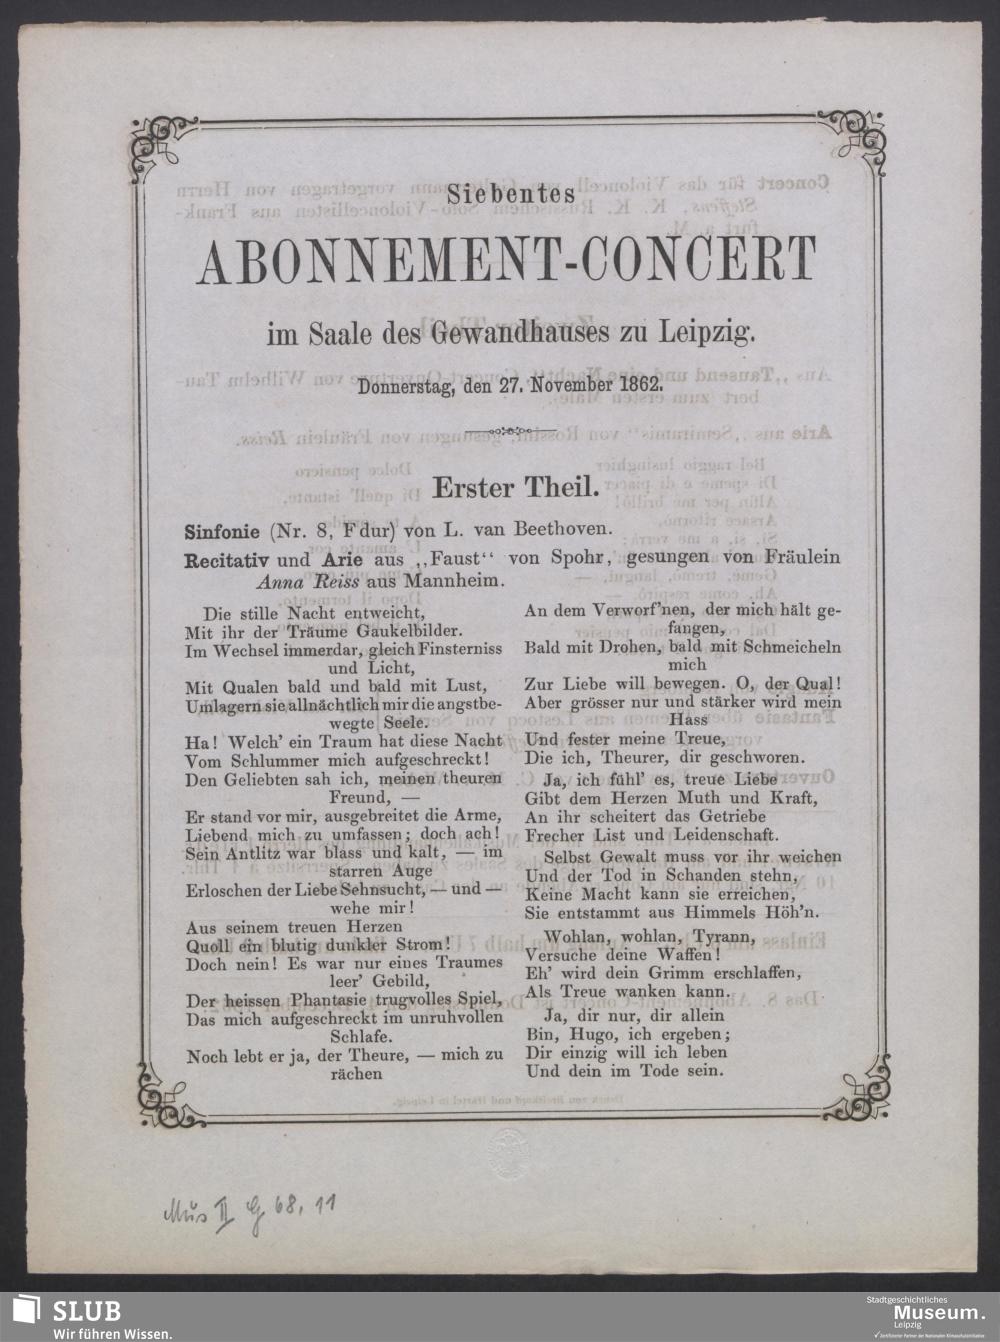 Siebentes
ABONNEMENT-CONCERT
im Saale des Gewandhauses zu Leipzig.
Donnerstag, den 27. November 1862.
Erster Theil.
Sinfonie (Nr. 8, F dur) von L. van Beethoven.
Recitativ und Arie aus „Faust“ von Spohr, gesungen von Fräulein
Anna Reiss aus Mannheim.
Die stille Nacht entweicht,
Mit ihr der Träume Gaukelbilder.
Im Wechsel immerdar, gleich Finsterniss
und Licht,
Mit Qualen bald und bald mit Lust,
Umlagern sie allnächtlich mir die angstbe-
wegte Seele.
Ha! Welch' ein Traum hat diese Nacht
Vom Schlummer mich aufgeschreckt!
Den Geliebten sah ich, meinen theuren
Freund, —
Er stand vor mir, ausgebreitet die Arme,
Liebend mich zu umfassen; doch ach!
Sein Antlitz war blass und kalt, — im
starren Auge
Erloschen der Liebe Sehnsucht, — und —
wehe mir!
Aus seinem treuen Herzen
Quoll ein blutig dunkler Strom!
Doch nein! Es war nur eines Traumes
leer' Gebild,
Der heissen Phantasie trugvolles Spiel,
Das mich aufgeschreckt im unruhvollen
Schlafe.
Noch lebt er ja, der Theure, — mich zu
rächen
An dem Verworf'nen, der mich hält ge-
fangen,
Bald mit Drohen, bald mit Schmeicheln
mich
Zur Liebe will bewegen. O, der Qual!
Aber grösser nur und stärker wird mein
Hass
Und fester meine Treue,
Die ich, Theurer, dir geschworen.
Ja, ich fühl' es, treue Liebe
Gibt dem Herzen Muth und Kraft,
An ihr scheitert das Getriebe
Frecher List und Leidenschaft.
Selbst Gewalt muss vor ihr weichen
Und der Tod in Schanden stehn,
Keine Macht kann sie erreichen,
Sie entstammt aus Himmels Höh'n.
Wohlan, wohlan, Tyrann,
Versuche deine Waffen!
Eh' wird dein Grimm erschlaffen,
Als Treue wanken kann.
Ja, dir nur, dir allein
Bin, Hugo, ich ergeben;
Dir einzig will ich leben
Und dein im Tode sein.
Mus II G 68, 11
SLUB
Wir führen Wissen.
Stadtgeschichtliches
Museum.
Leipzig
Zertifizierter Partner der Nationalen Klimaschutzinitiative